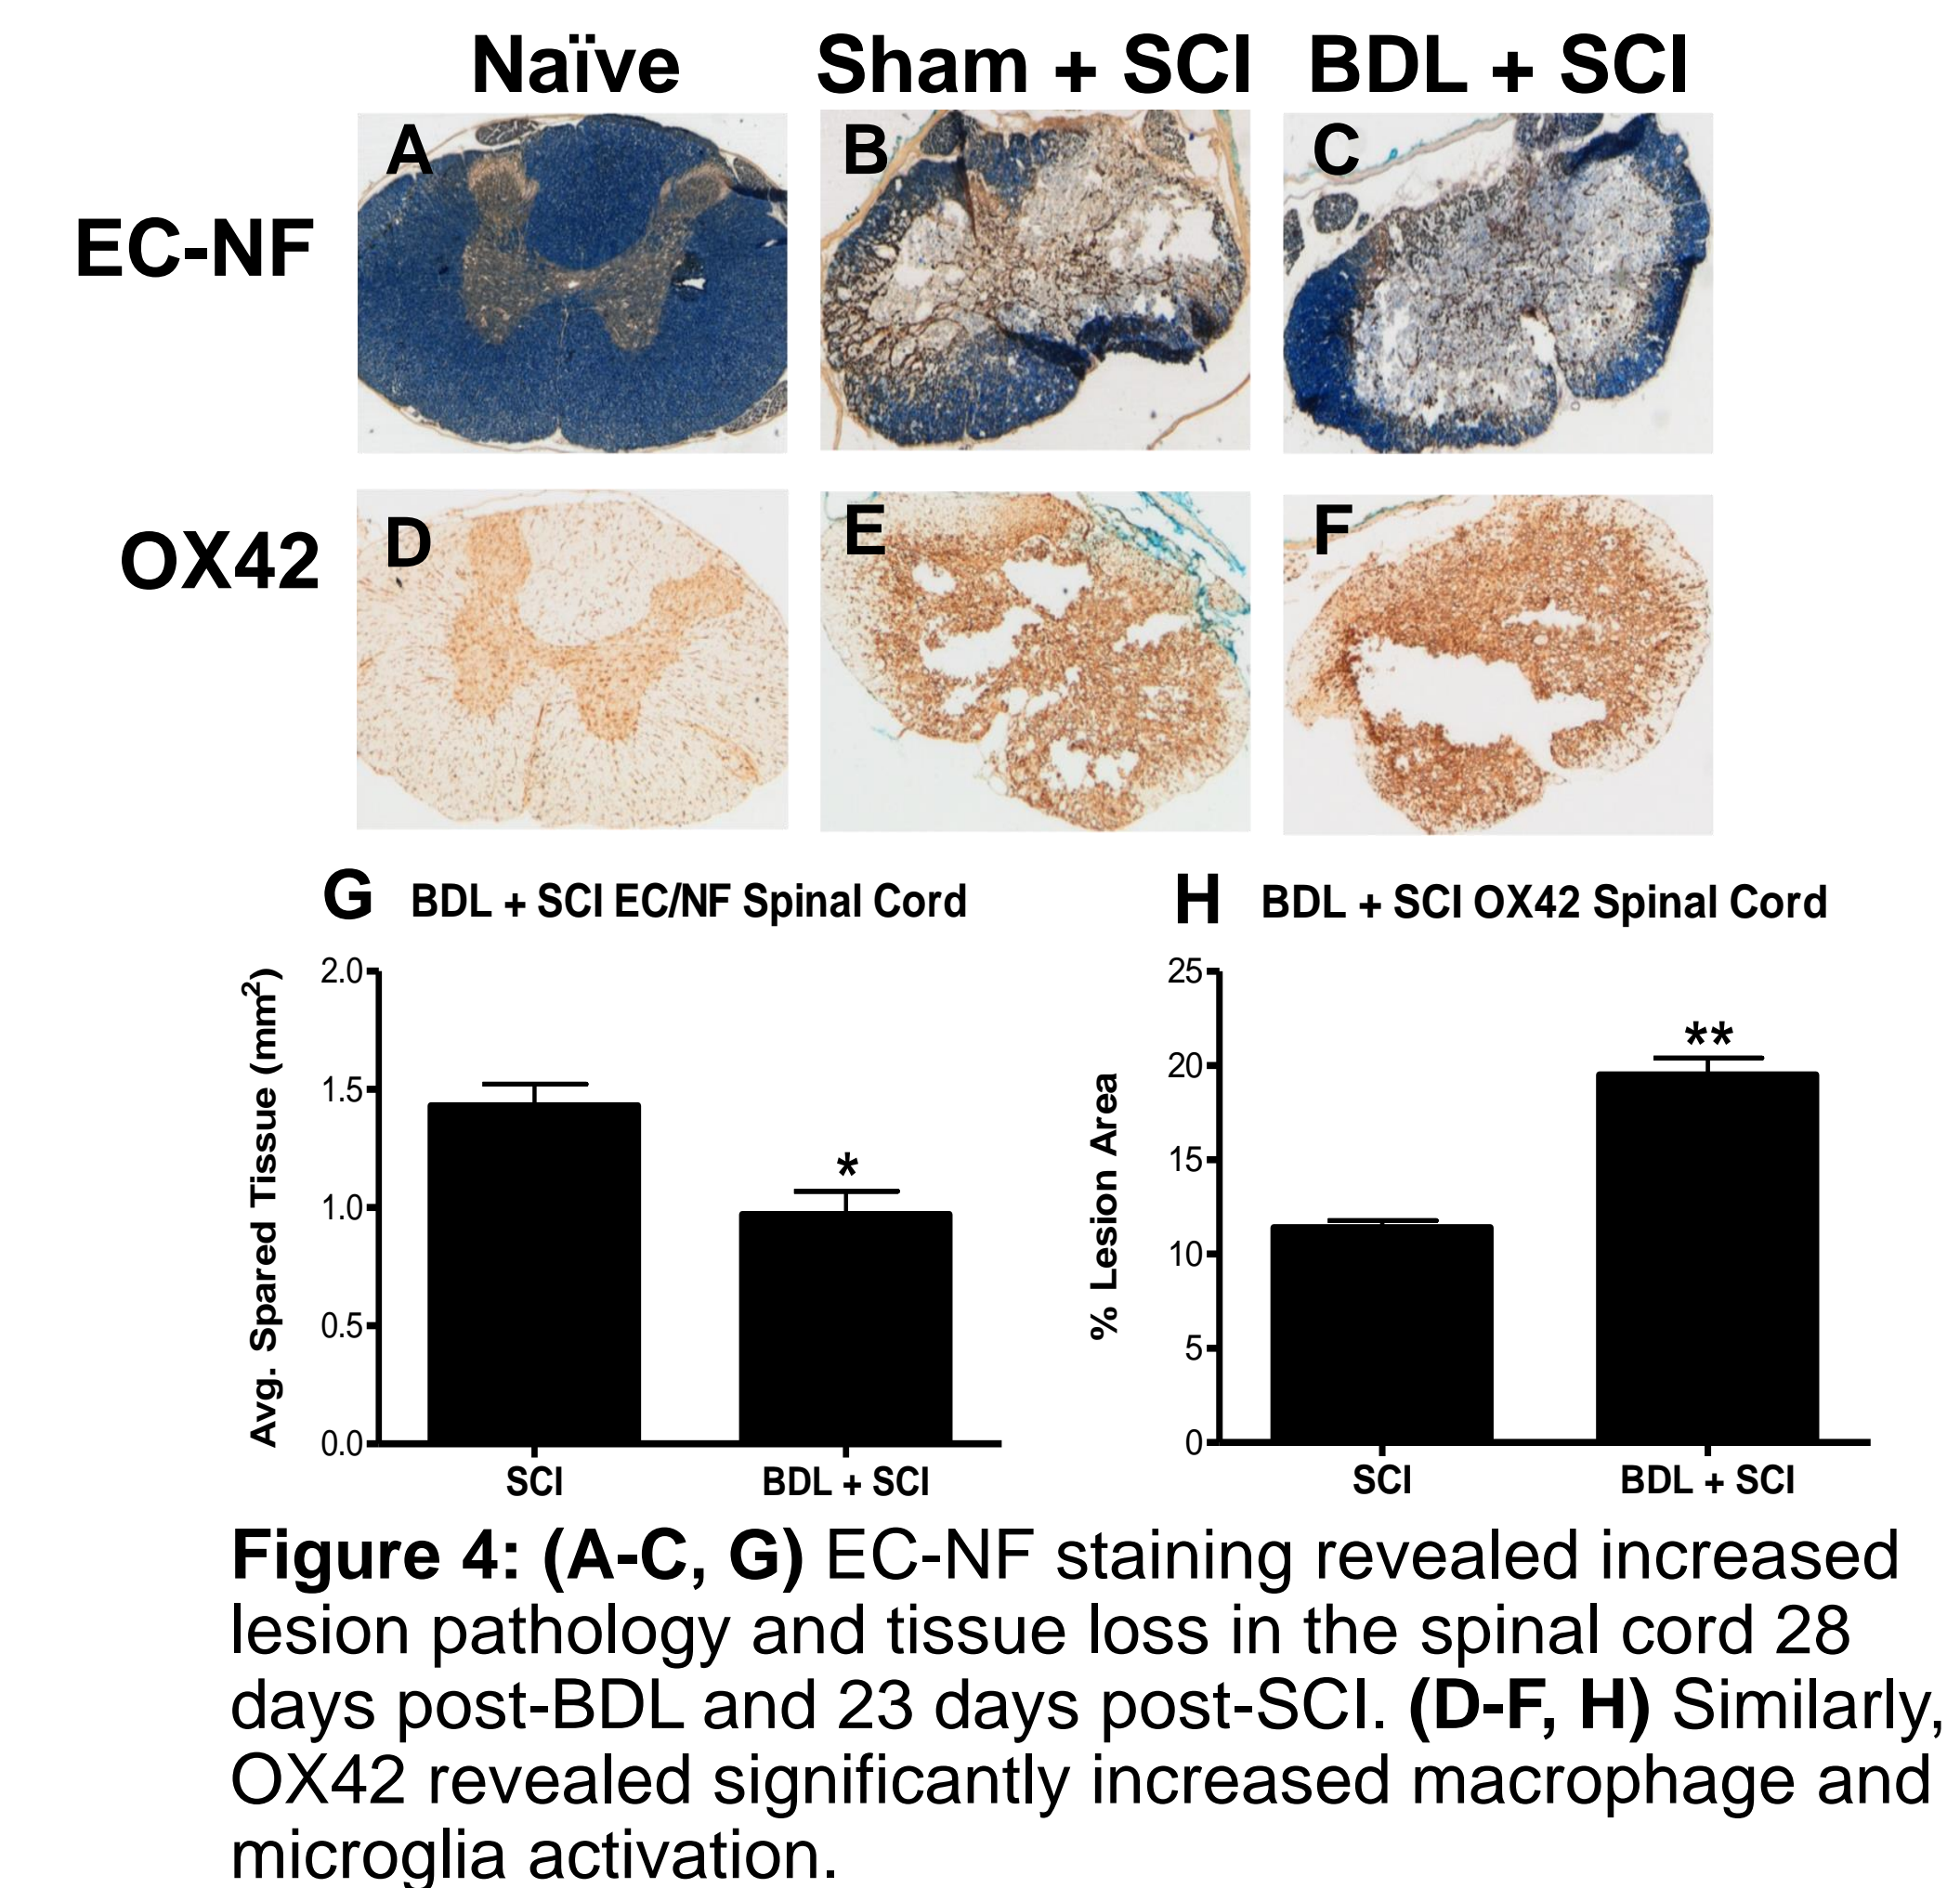 Naïve Sham + SCI BDL + SCI
EC-NF
A B C
OX42
D E F
G BDL + SCI EC/NF Spinal Cord
Avg. Spared Tissue (mm²)
2.0
1.5
1.0
0.5
0.0
*
SCI BDL + SCI
H BDL + SCI OX42 Spinal Cord
% Lesion Area
25
20
15
10
5
0
**
SCI BDL + SCI
Figure 4: (A-C, G) EC-NF staining revealed increased
lesion pathology and tissue loss in the spinal cord 28
days post-BDL and 23 days post-SCI. (D-F, H) Similarly,
OX42 revealed significantly increased macrophage and
microglia activation.